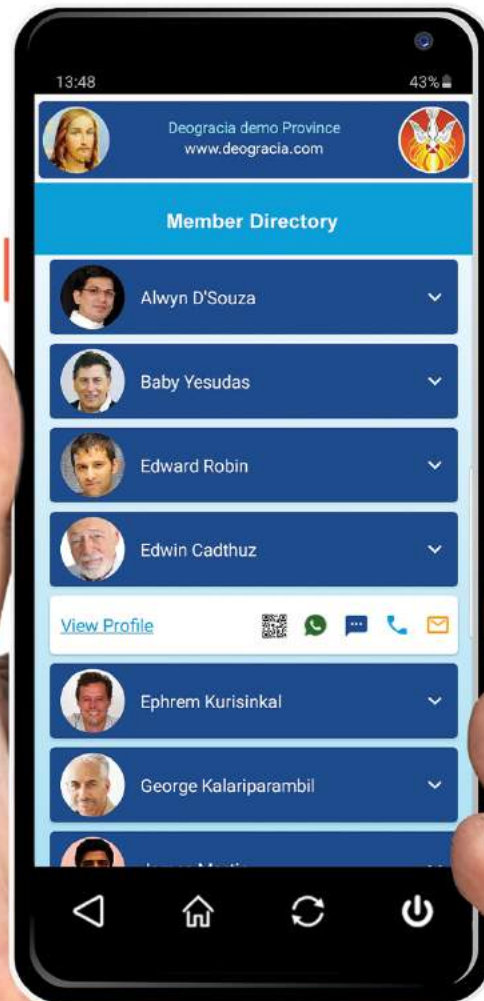 13:48
43%
Deogracia demo Province
www.deogracia.com
Member Directory
Alwyn D'Souza
Baby Yesudas
Edward Robin
Edwin Cadthuz
View Profile
Ephrem Kurisinkal
George Kalariparambil